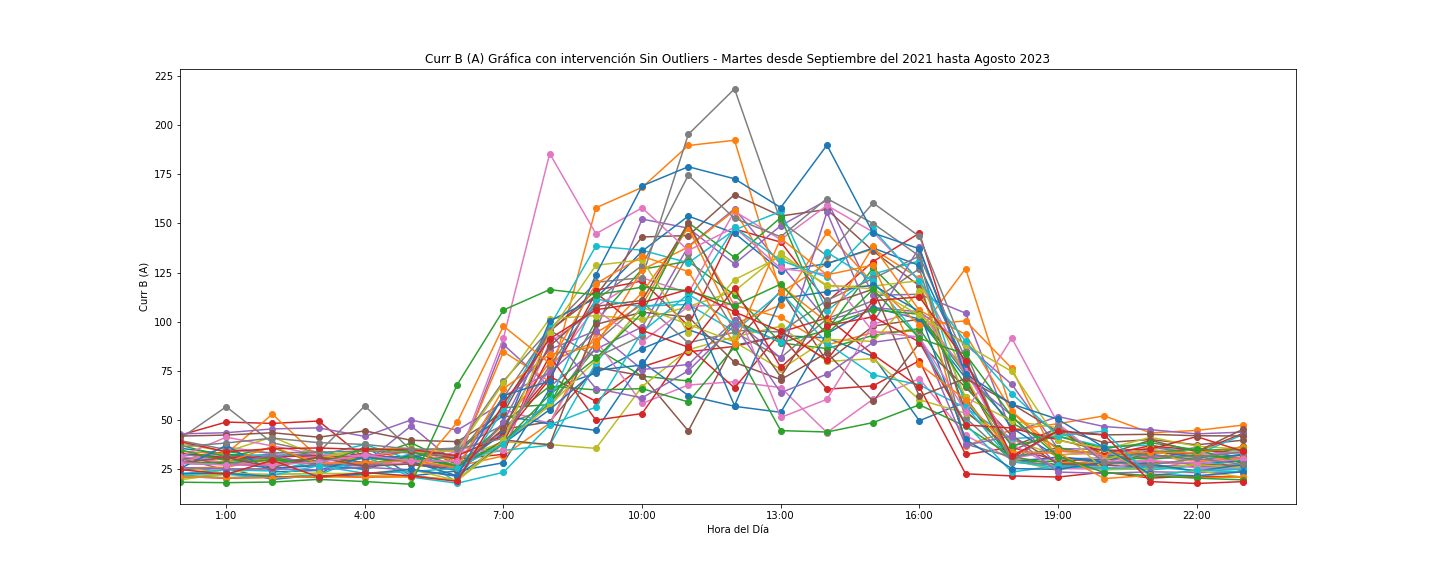 Curr B (A) Gráfica con intervención Sin Outliers - Martes desde Septiembre del 2021 hasta Agosto 2023
225
200
175
150
125
100
75
50
25
Curr B (A)
1:00 4:00 7:00 10:00 13:00 16:00 19:00 22:00
Hora del Día